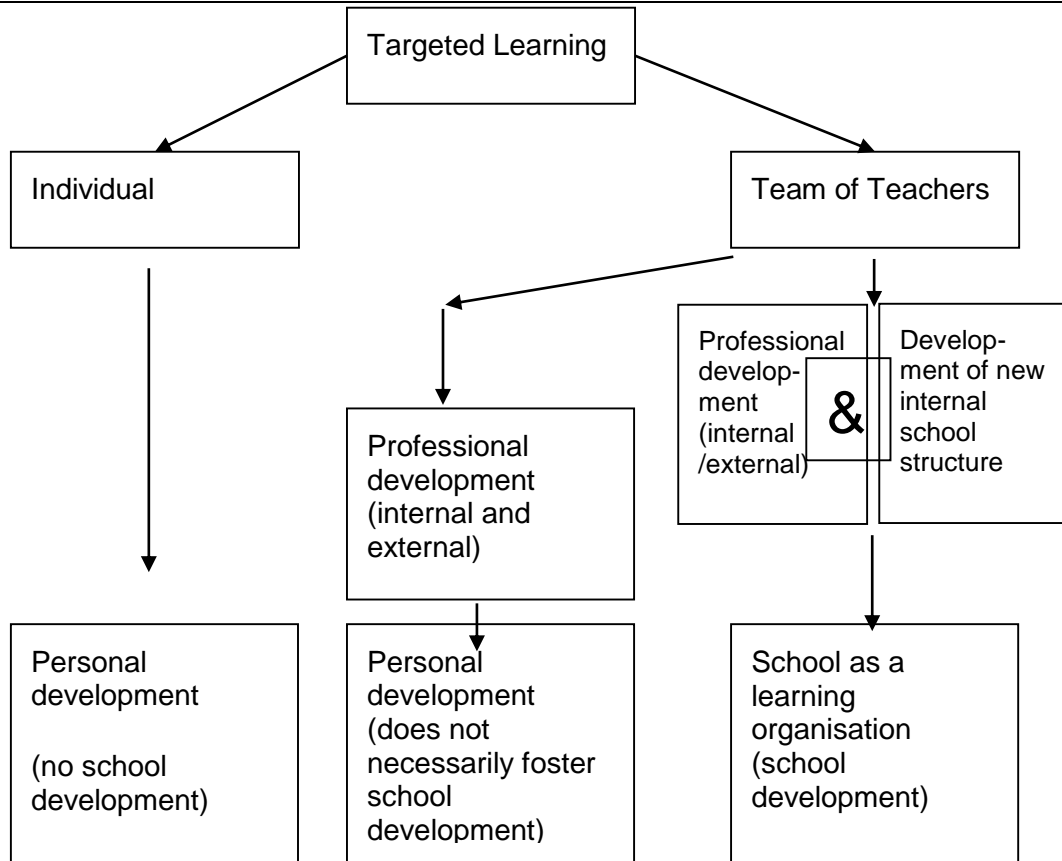 Targeted Learning
Individual
Team of Teachers
Professional
develop-
ment
(internal
/external)
&
Develop-
ment of new
internal
school
structure
Professional
development
(internal and
external)
Personal
development
(no school
development)
Personal
development
(does not
necessarily foster
school
development)
School as a
learning
organisation
(school
development)